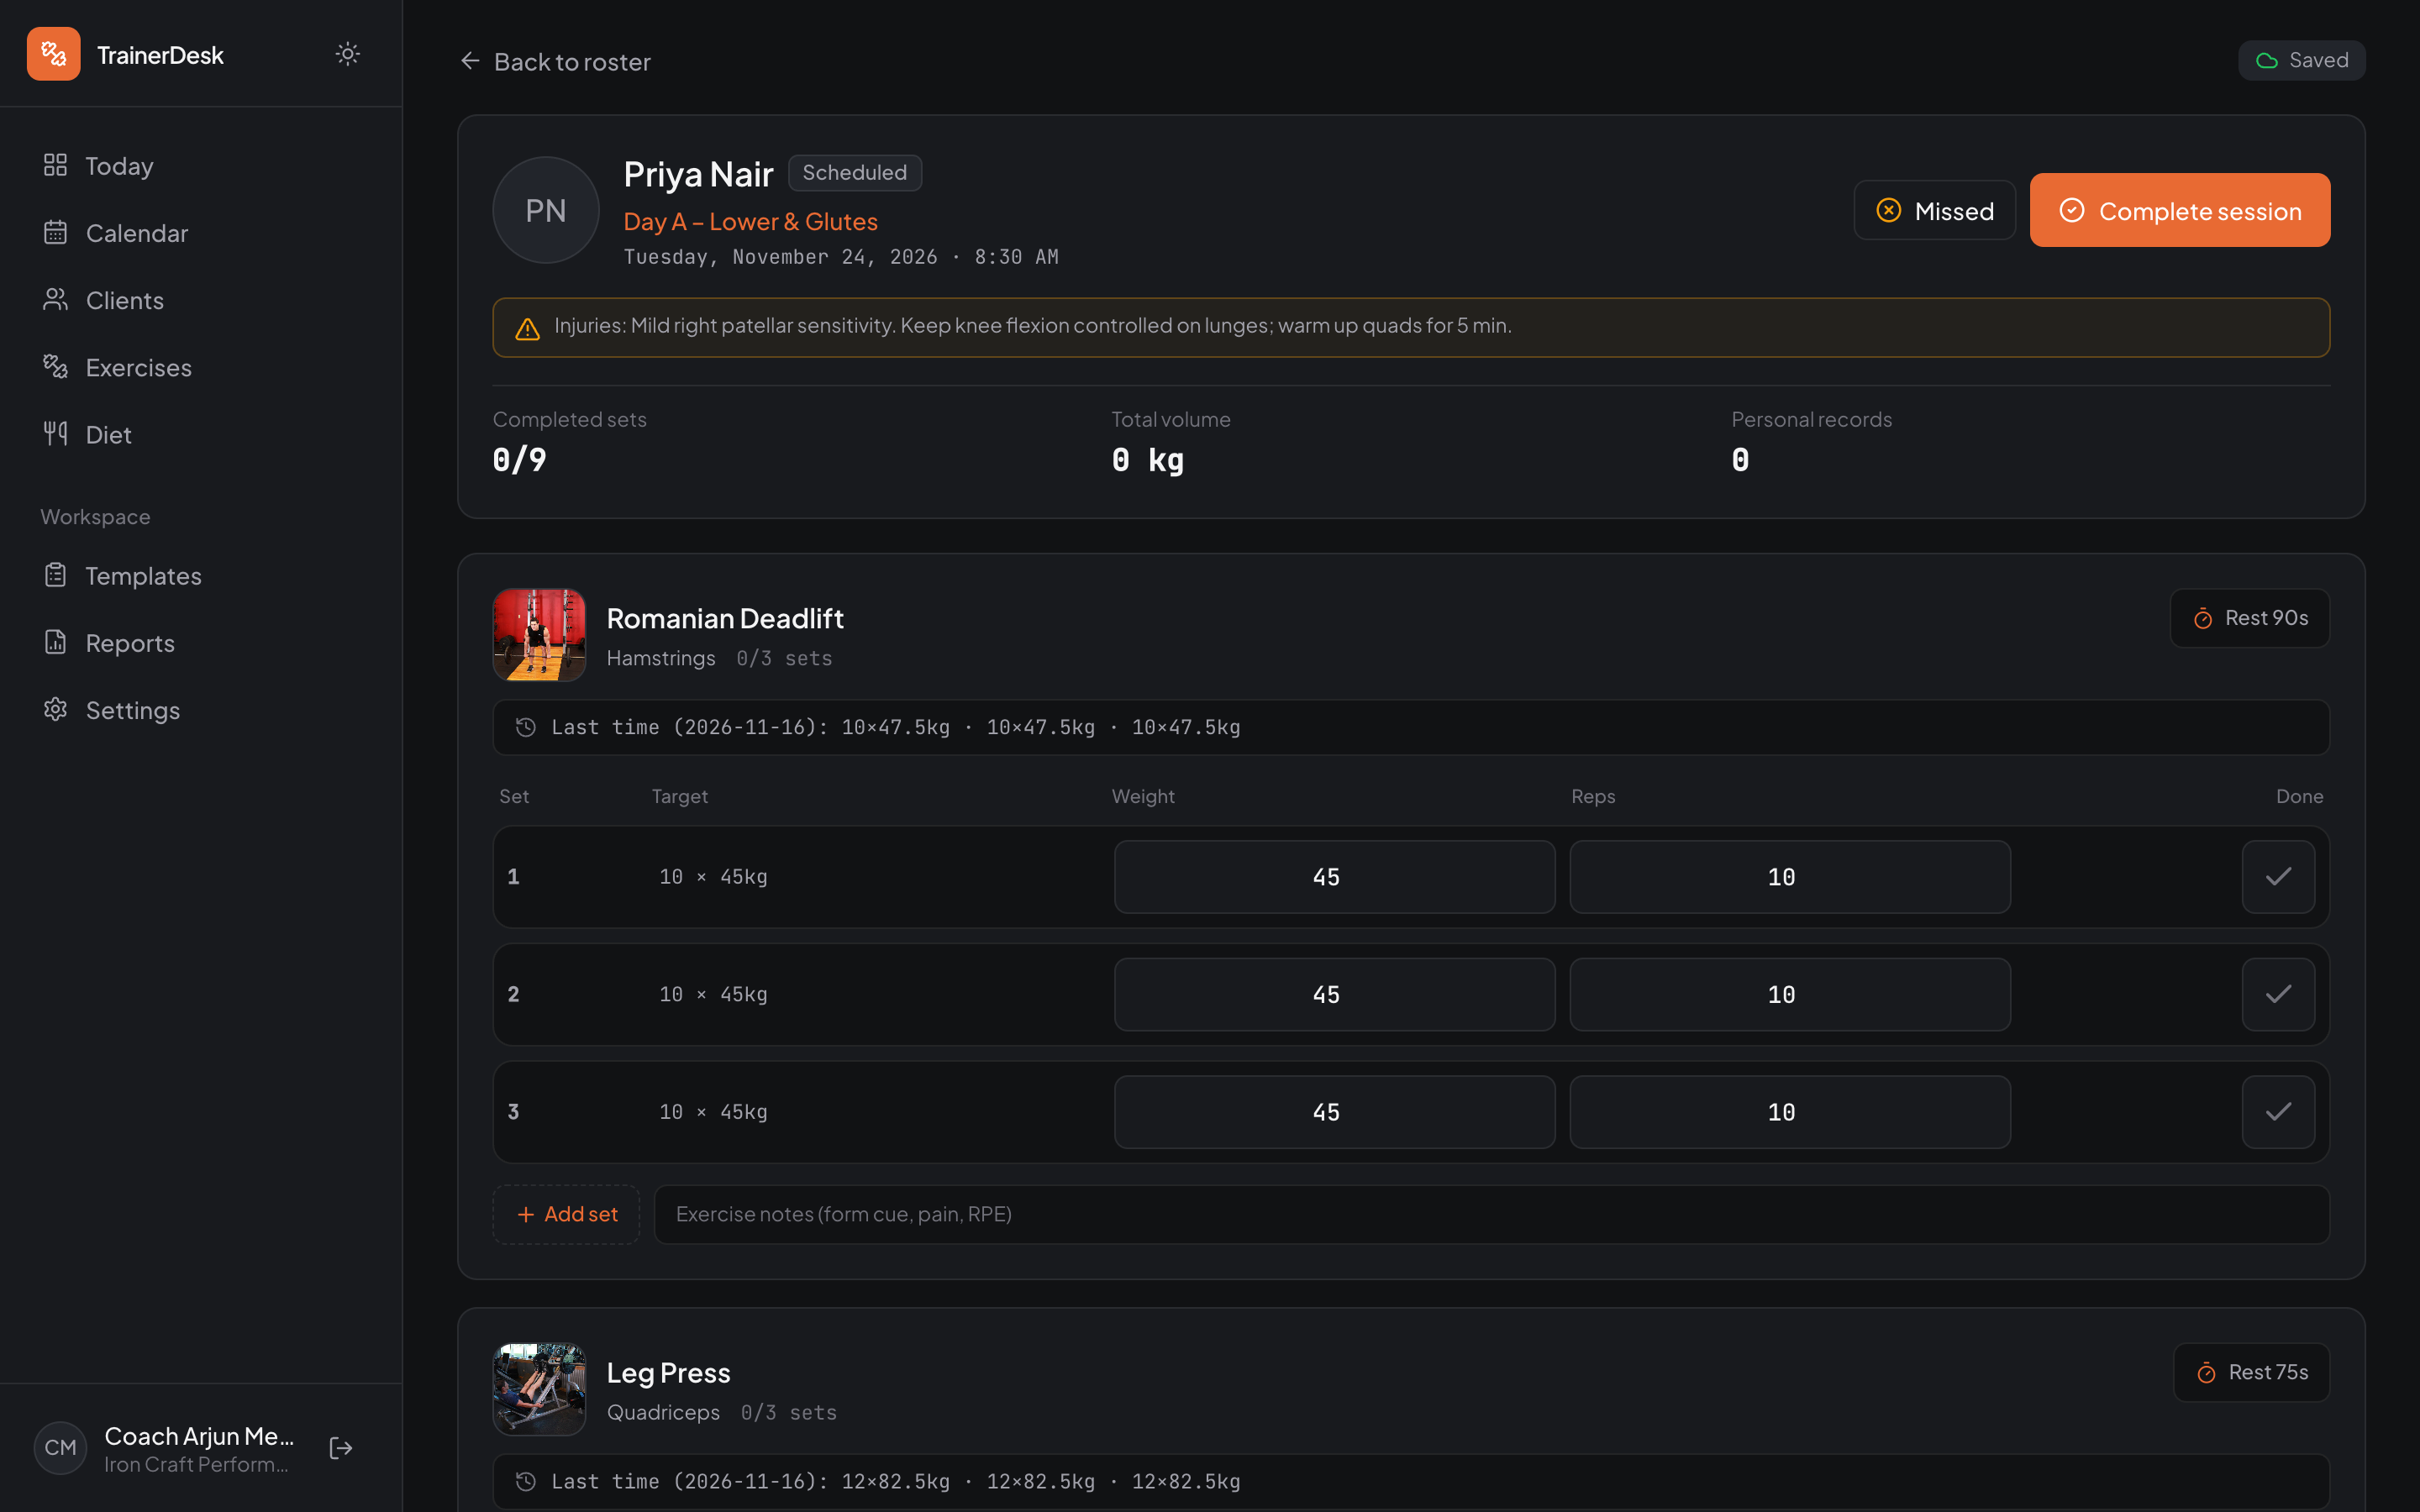 TrainerDesk
Today
Calendar
Clients
Exercises
Diet
Workspace
Templates
Reports
Settings
CM
Coach Arjun Me...
Iron Craft Perform...
Back to roster
Saved
PN
Priya Nair
Scheduled
Day A – Lower & Glutes
Tuesday, November 24, 2026 · 8:30 AM
Missed
Complete session
Injuries: Mild right patellar sensitivity. Keep knee flexion controlled on lunges; warm up quads for 5 min.
Completed sets
0/9
Total volume
0 kg
Personal records
0
Romanian Deadlift
Hamstrings 0/3 sets
Rest 90s
Last time (2026-11-16): 10×47.5kg · 10×47.5kg · 10×47.5kg
Set Target Weight Reps Done
1 10 × 45kg 45 10
2 10 × 45kg 45 10
3 10 × 45kg 45 10
Add set
Exercise notes (form cue, pain, RPE)
Leg Press
Quadriceps 0/3 sets
Rest 75s
Last time (2026-11-16): 12×82.5kg · 12×82.5kg · 12×82.5kg